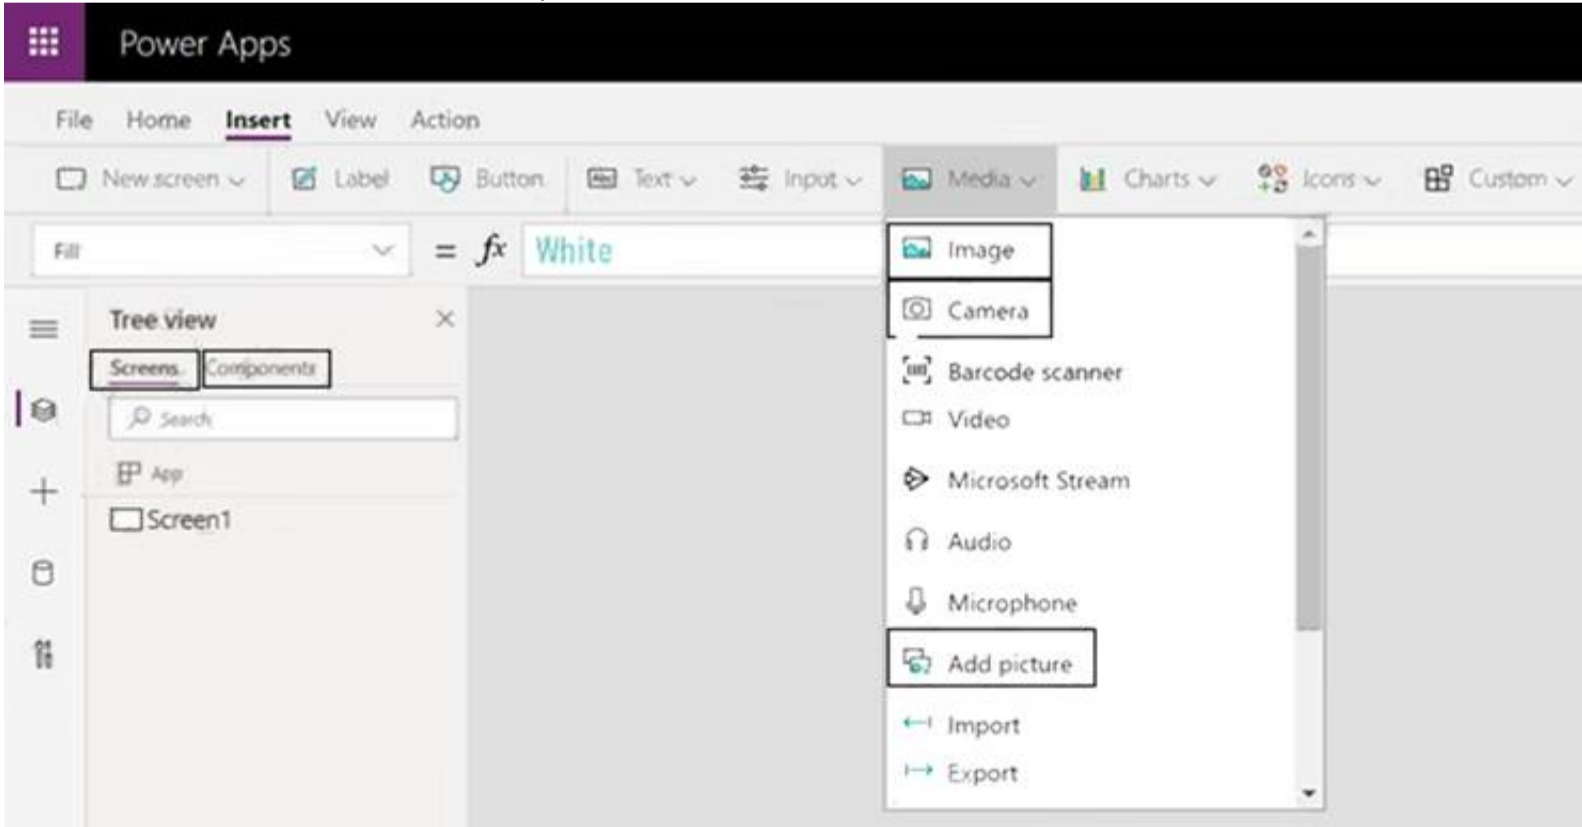 Power Apps
File Home Insert View Action
New screen Label Button Text Input Media Charts Icons Custom
Fill = fx White
Image
Tree view
Camera
Screens Components
Barcode scanner
Search
Video
App
Microsoft Stream
Screen1
Audio
Microphone
Add picture
Import
Export